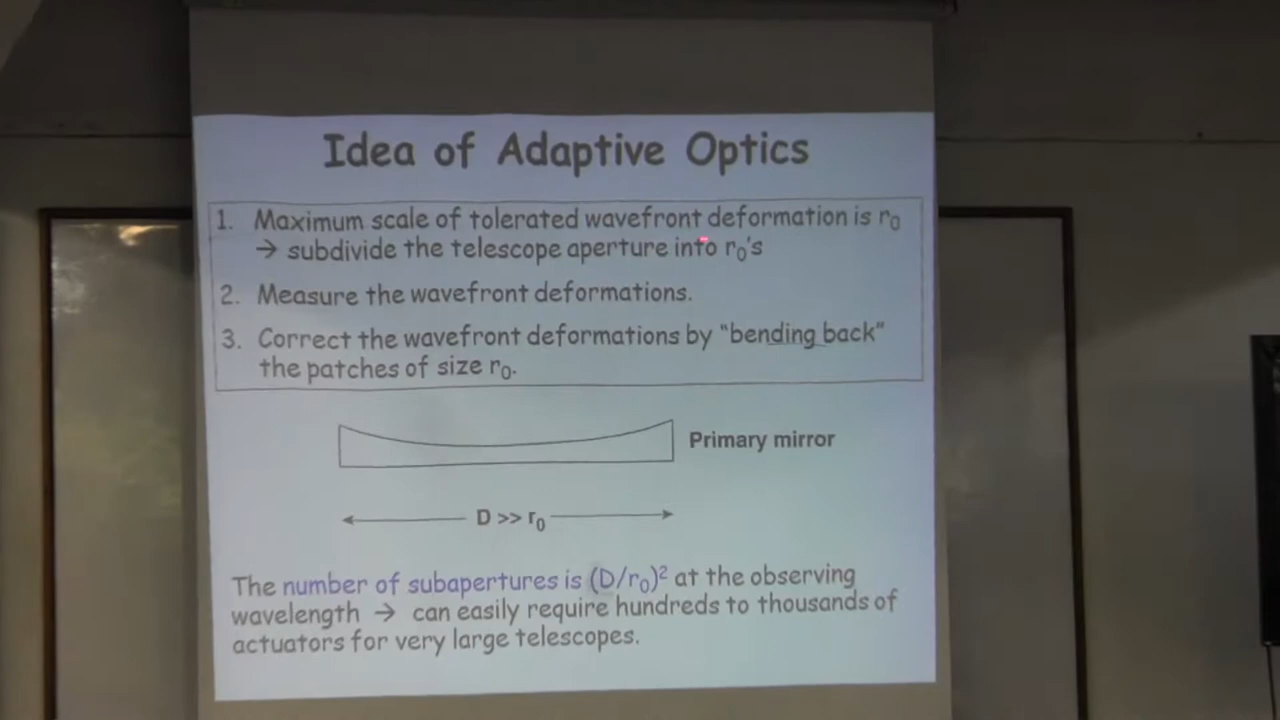 Idea of Adaptive Optics
1. Maximum scale of tolerated wavefront deformation is r₀
→ subdivide the telescope aperture into r₀'s
2. Measure the wavefront deformations.
3. Correct the wavefront deformations by “bending back”
the patches of size r₀.
Primary mirror
D >> r₀
The number of subapertures is (D/r₀)² at the observing
wavelength → can easily require hundreds to thousands of
actuators for very large telescopes.